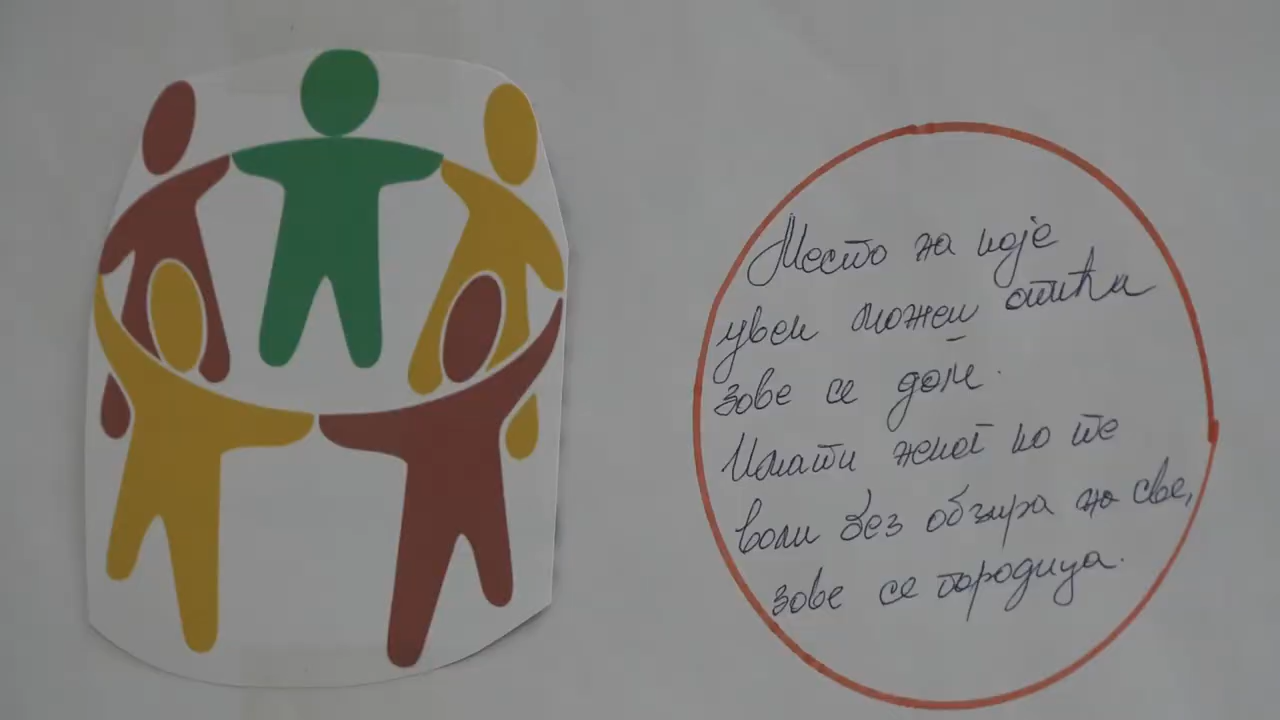 Место на које
увек можеш отићи
зове се дом.
Имати неког ко те
воли без обзира на све,
зове се породица.